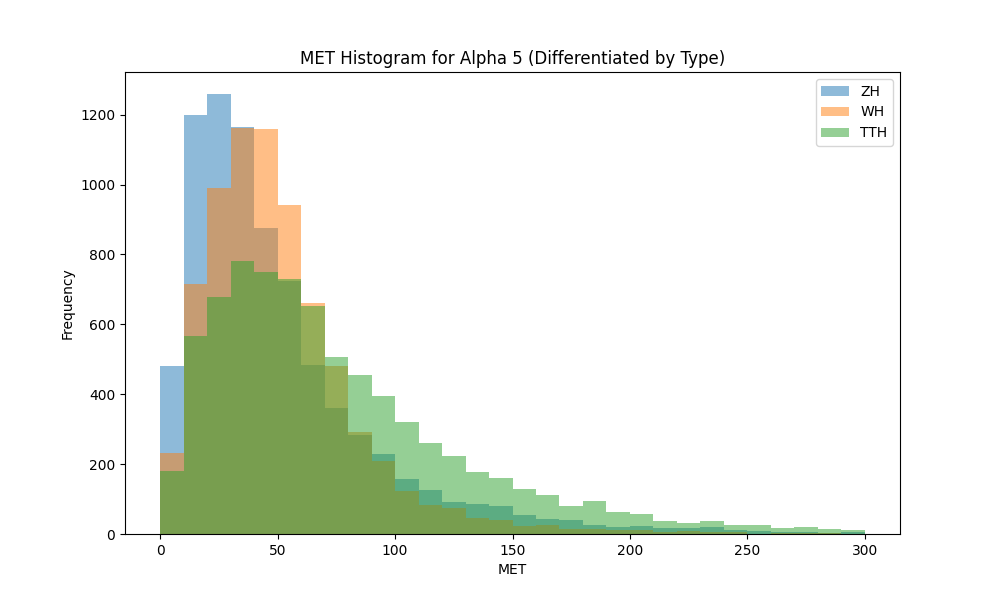 MET Histogram for Alpha 5 (Differentiated by Type)
ZH
WH
TTH
Frequency
1200
1000
800
600
400
200
0
0 50 100 150 200 250 300
MET